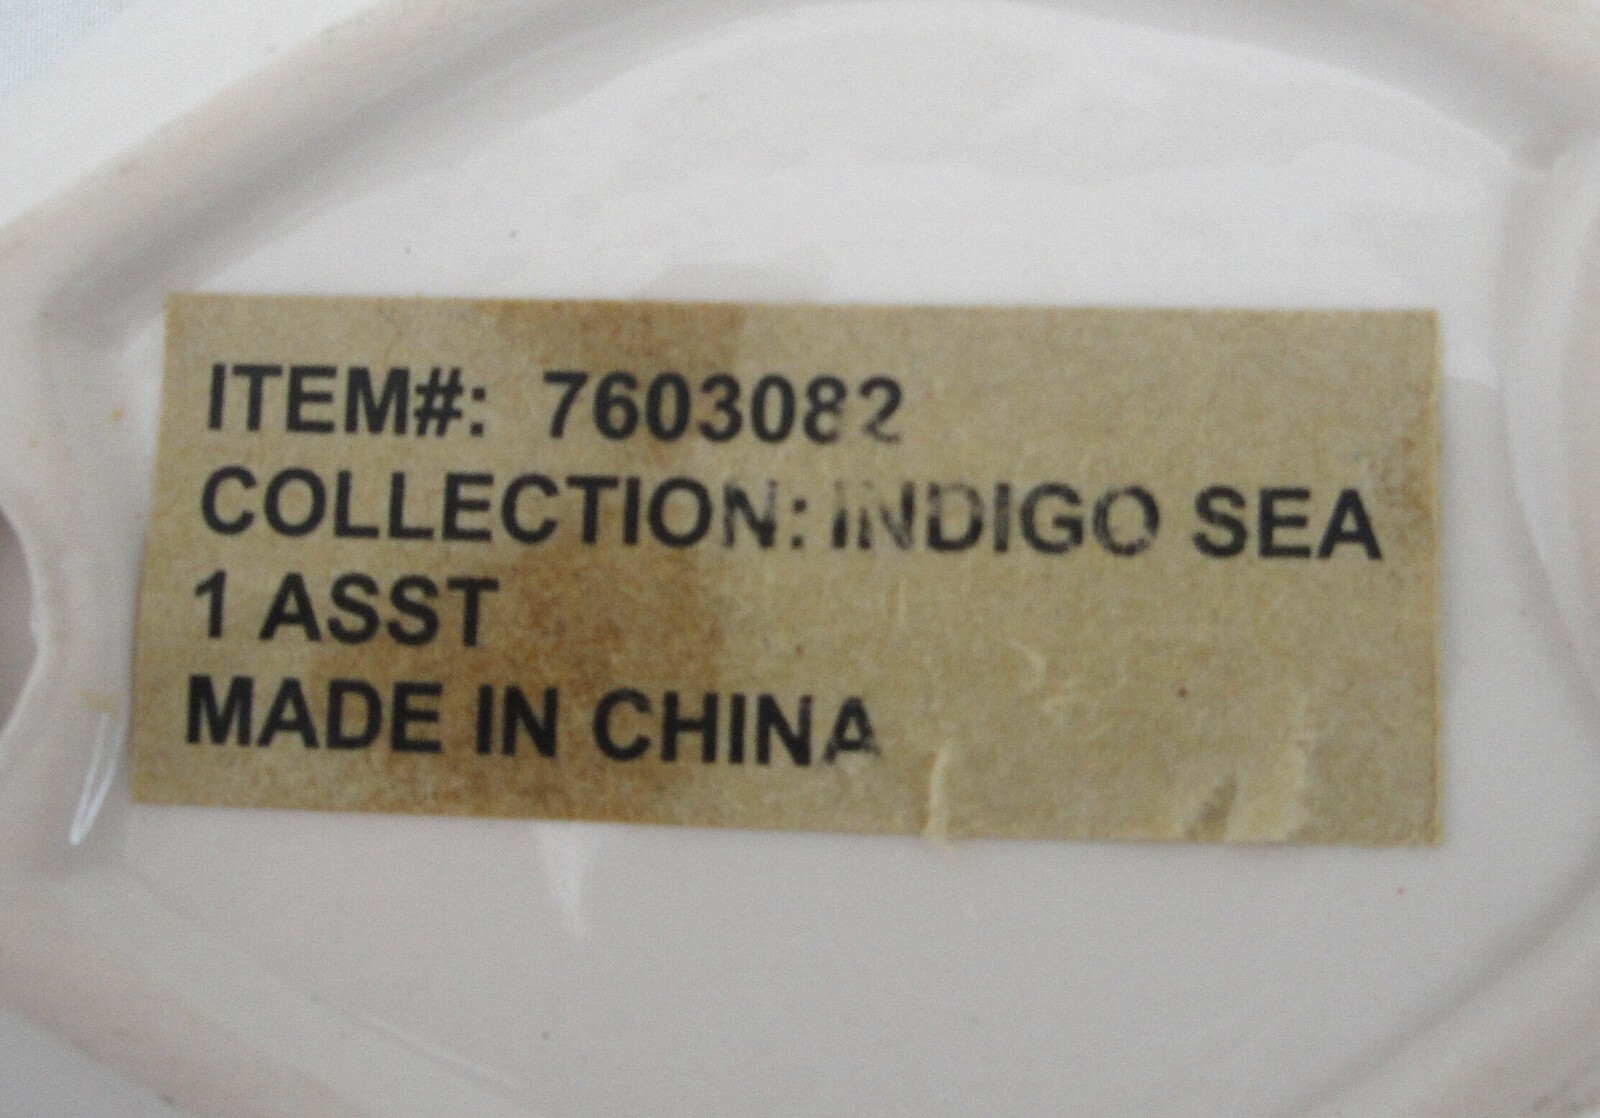 ITEM#: 7603082
COLLECTION: INDIGO SEA
1 ASST
MADE IN CHINA